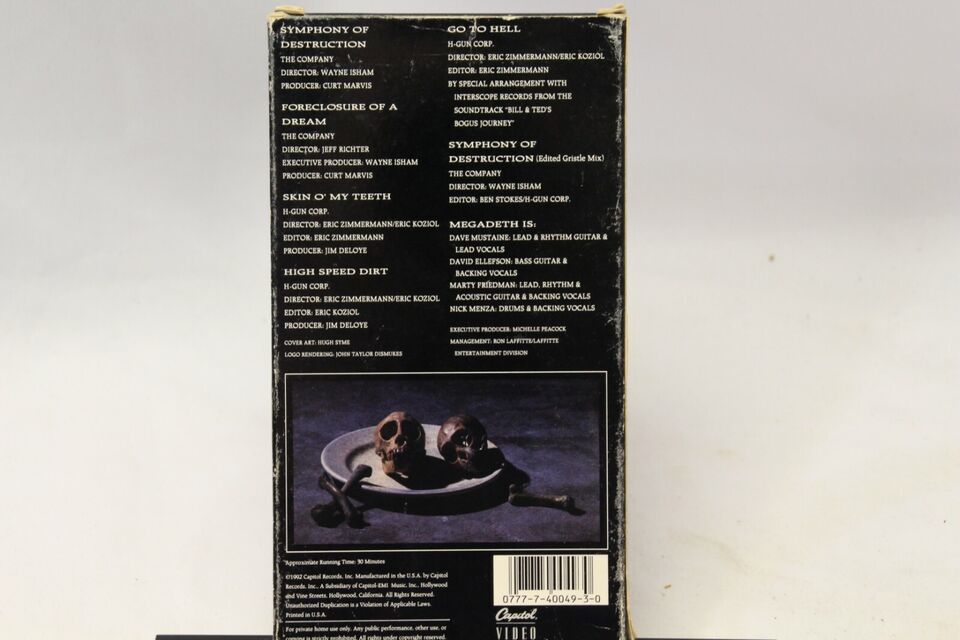 SYMPHONY OF
DESTRUCTION
THE COMPANY
DIRECTOR: WAYNE ISHAM
PRODUCER: CURT MARVIS
FORECLOSURE OF A
DREAM
THE COMPANY
DIRECTOR: JEFF RICHTER
EXECUTIVE PRODUCER: WAYNE ISHAM
PRODUCER: CURT MARVIS
SKIN O' MY TEETH
H-GUN CORP.
DIRECTOR: ERIC ZIMMERMANN/ERIC KOZIOL
EDITOR: ERIC ZIMMERMANN
PRODUCER: JIM DELOYE
HIGH SPEED DIRT
H-GUN CORP.
DIRECTOR: ERIC ZIMMERMANN/ERIC KOZIOL
EDITOR: ERIC KOZIOL
PRODUCER: JIM DELOYE
COVER ART: HUGH SYME
LOGO RENDERING: JOHN TAYLOR DISMUKES
GO TO HELL
H-GUN CORP.
DIRECTOR: ERIC ZIMMERMANN/ERIC KOZIOL
EDITOR: ERIC ZIMMERMANN
BY SPECIAL ARRANGEMENT WITH
INTERSCOPE RECORDS FROM THE
SOUNDTRACK "BILL & TED'S
BOGUS JOURNEY"
SYMPHONY OF
DESTRUCTION (Edited Gristle Mix)
THE COMPANY
DIRECTOR: WAYNE ISHAM
EDITOR: BEN STOKES/H-GUN CORP.
MEGADETH IS:
DAVE MUSTAINE: LEAD & RHYTHM GUITAR &
LEAD VOCALS
DAVID ELLEFSON: BASS GUITAR &
BACKING VOCALS
MARTY FRIEDMAN: LEAD, RHYTHM &
ACOUSTIC GUITAR & BACKING VOCALS
NICK MENZA: DRUMS & BACKING VOCALS
EXECUTIVE PRODUCER: MICHELLE PEACOCK
MANAGEMENT: RON LAFFITTE/LAFFITTE
ENTERTAINMENT DIVISION
Approximate Running Time: 30 Minutes
©1992 Capitol Records, Inc. Manufactured in the U.S.A. by Capitol
Records, Inc., A Subsidiary of Capitol-EMI Music, Inc., Hollywood
and Vine Streets, Hollywood, California. All Rights Reserved.
Unauthorized Duplication is a Violation of Applicable Laws.
Printed in U.S.A.
For private home use only. Any public performance, other use, or
copying is strictly prohibited. All rights under copyright reserved.
0777-7-40049-3-0
Capitol
VIDEO